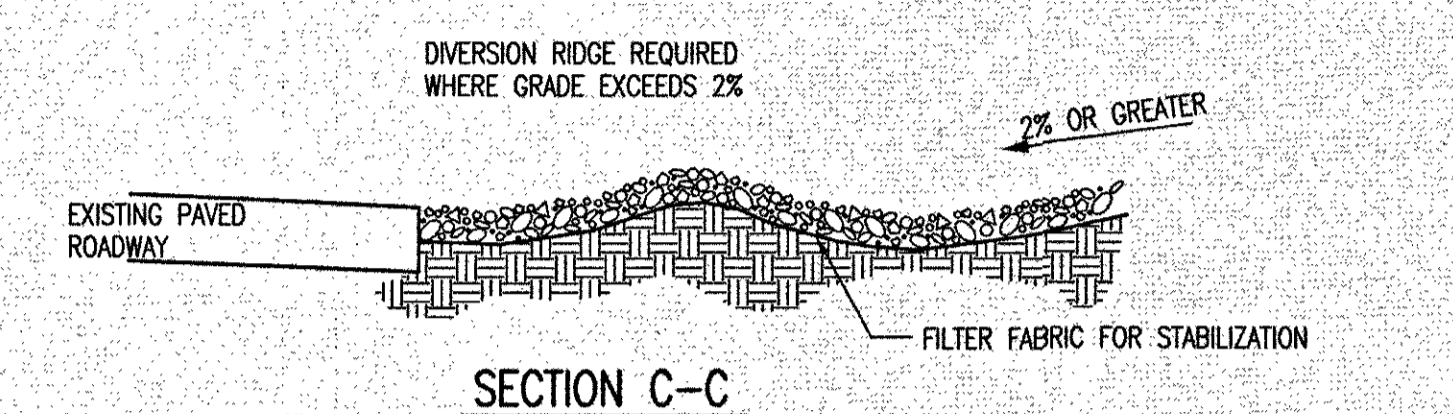 DIVERSION RIDGE REQUIRED
WHERE GRADE EXCEEDS 2%
2% OR GREATER
EXISTING PAVED
ROADWAY
FILTER FABRIC FOR STABILIZATION
SECTION C-C